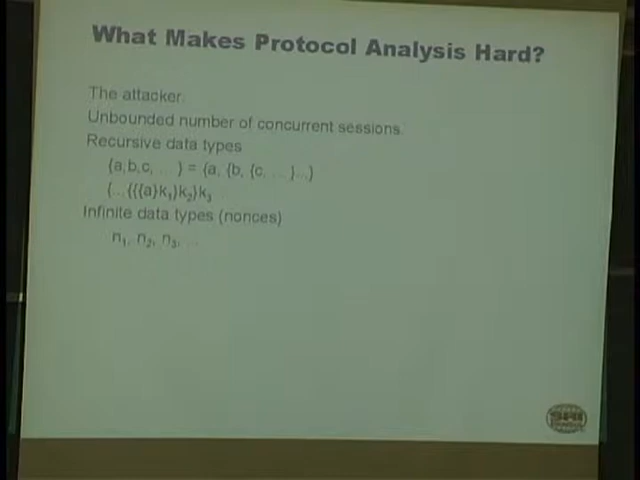 What Makes Protocol Analysis Hard?
The attacker.
Unbounded number of concurrent sessions.
Recursive data types
{a,b,c, ...} = {a, {b, {c, ... }...}
{...{{{a}k₁}k₂}k₃
Infinite data types (nonces)
n₁, n₂, n₃, ...
SRI